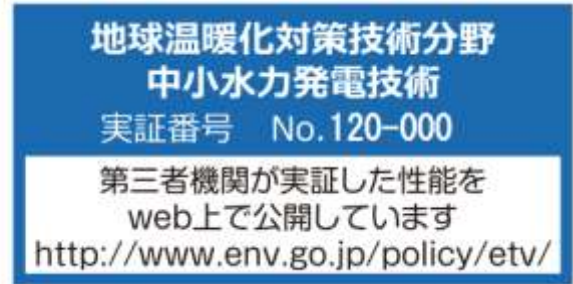 地球温暖化対策技術分野
中小水力発電技術
実証番号 No.120-000
第三者機関が実証した性能を
web上で公開しています
http://www.env.go.jp/policy/etv/